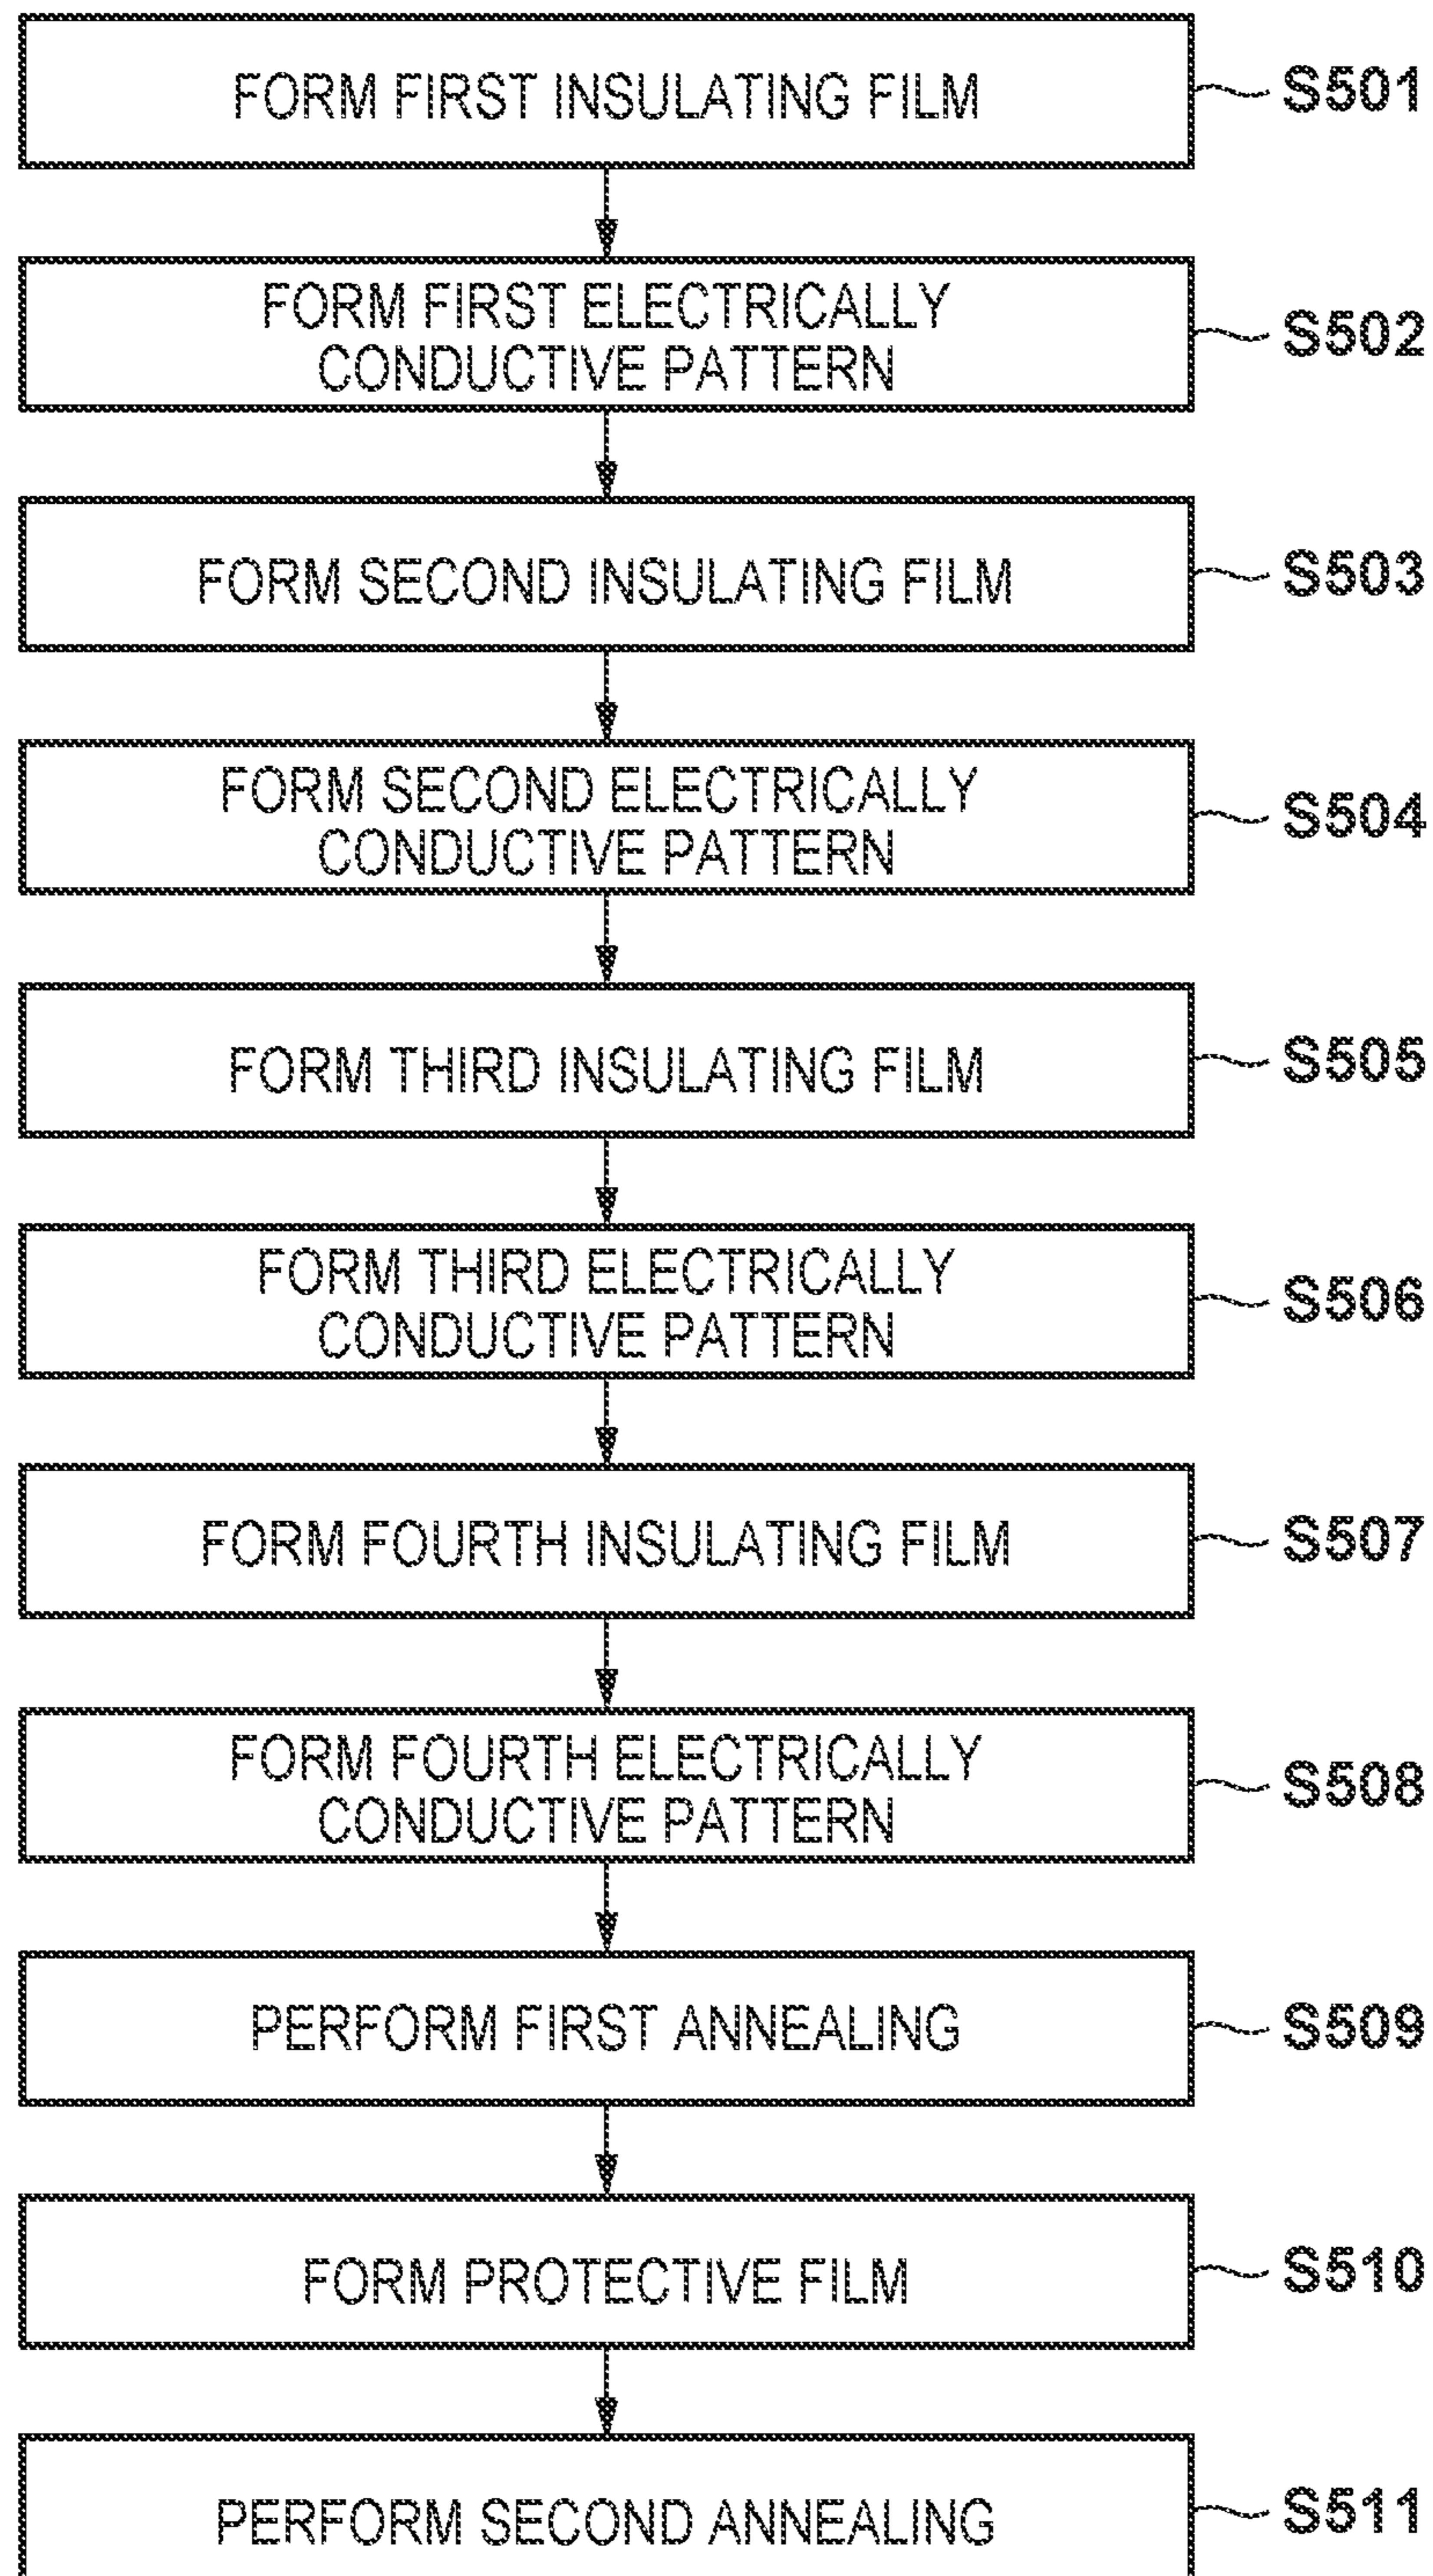 FORM FIRST INSULATING FILM
S501
FORM FIRST ELECTRICALLY
CONDUCTIVE PATTERN
S502
FORM SECOND INSULATING FILM
S503
FORM SECOND ELECTRICALLY
CONDUCTIVE PATTERN
S504
FORM THIRD INSULATING FILM
S505
FORM THIRD ELECTRICALLY
CONDUCTIVE PATTERN
S506
FORM FOURTH INSULATING FILM
S507
FORM FOURTH ELECTRICALLY
CONDUCTIVE PATTERN
S508
PERFORM FIRST ANNEALING
S509
FORM PROTECTIVE FILM
S510
PERFORM SECOND ANNEALING
S511